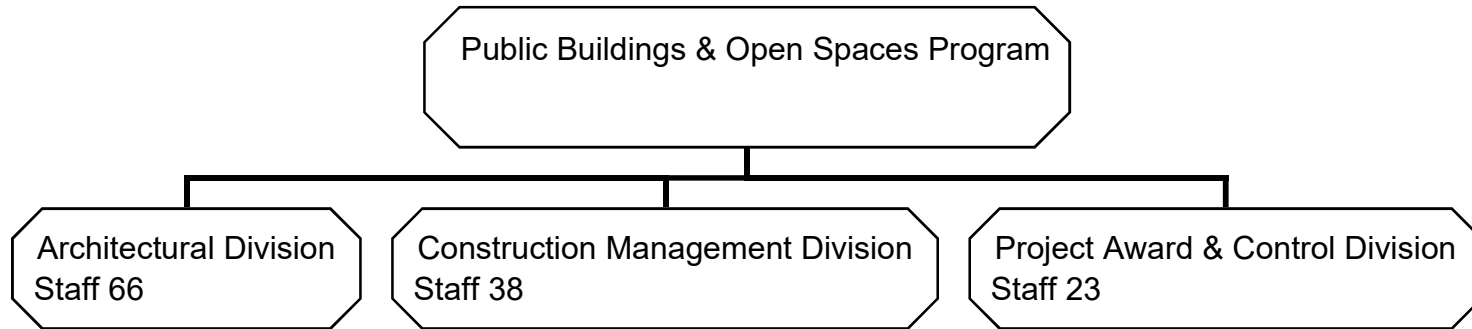 Public Buildings & Open Spaces Program
Architectural Division
Staff 66
Construction Management Division
Staff 38
Project Award & Control Division
Staff 23